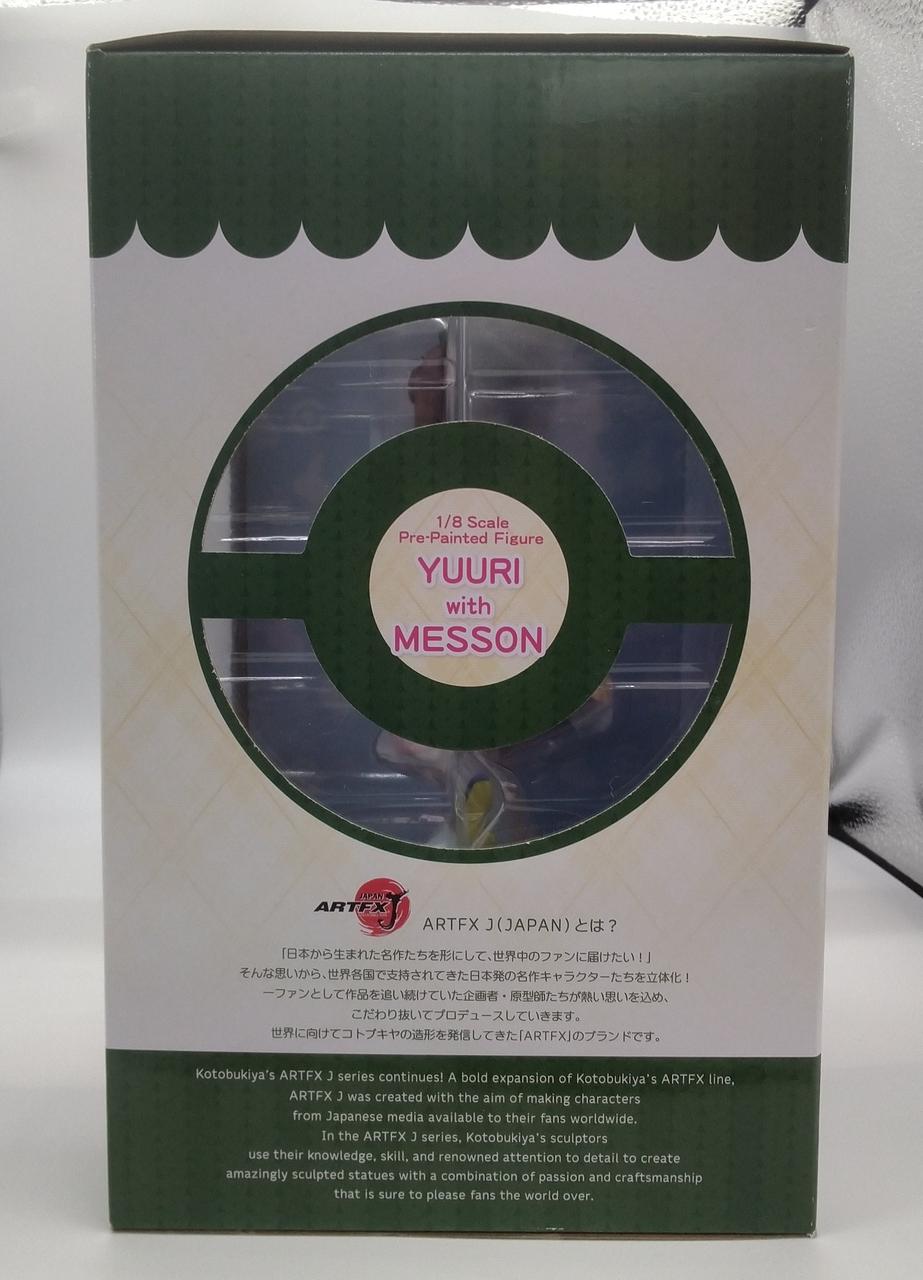 1/8 Scale
Pre-Painted Figure
YUURI
with
MESSON
JAPAN
ARTFX J
ARTFX J(JAPAN)とは？
「日本から生まれた名作たちを形にして、世界中のファンに届けたい！」
そんな思いから、世界各国で支持されてきた日本発の名作キャラクターたちを立体化！
一ファンとして作品を追い続けていた企画者・原型師たちが熱い思いを込め、
こだわり抜いてプロデュースしていきます。
世界に向けてコトブキヤの造形を発信してきた「ARTFX」のブランドです。
Kotobukiya's ARTFX J series continues! A bold expansion of Kotobukiya's ARTFX line,
ARTFX J was created with the aim of making characters
from Japanese media available to their fans worldwide.
In the ARTFX J series, Kotobukiya's sculptors
use their knowledge, skill, and renowned attention to detail to create
amazingly sculpted statues with a combination of passion and craftsmanship
that is sure to please fans the world over.